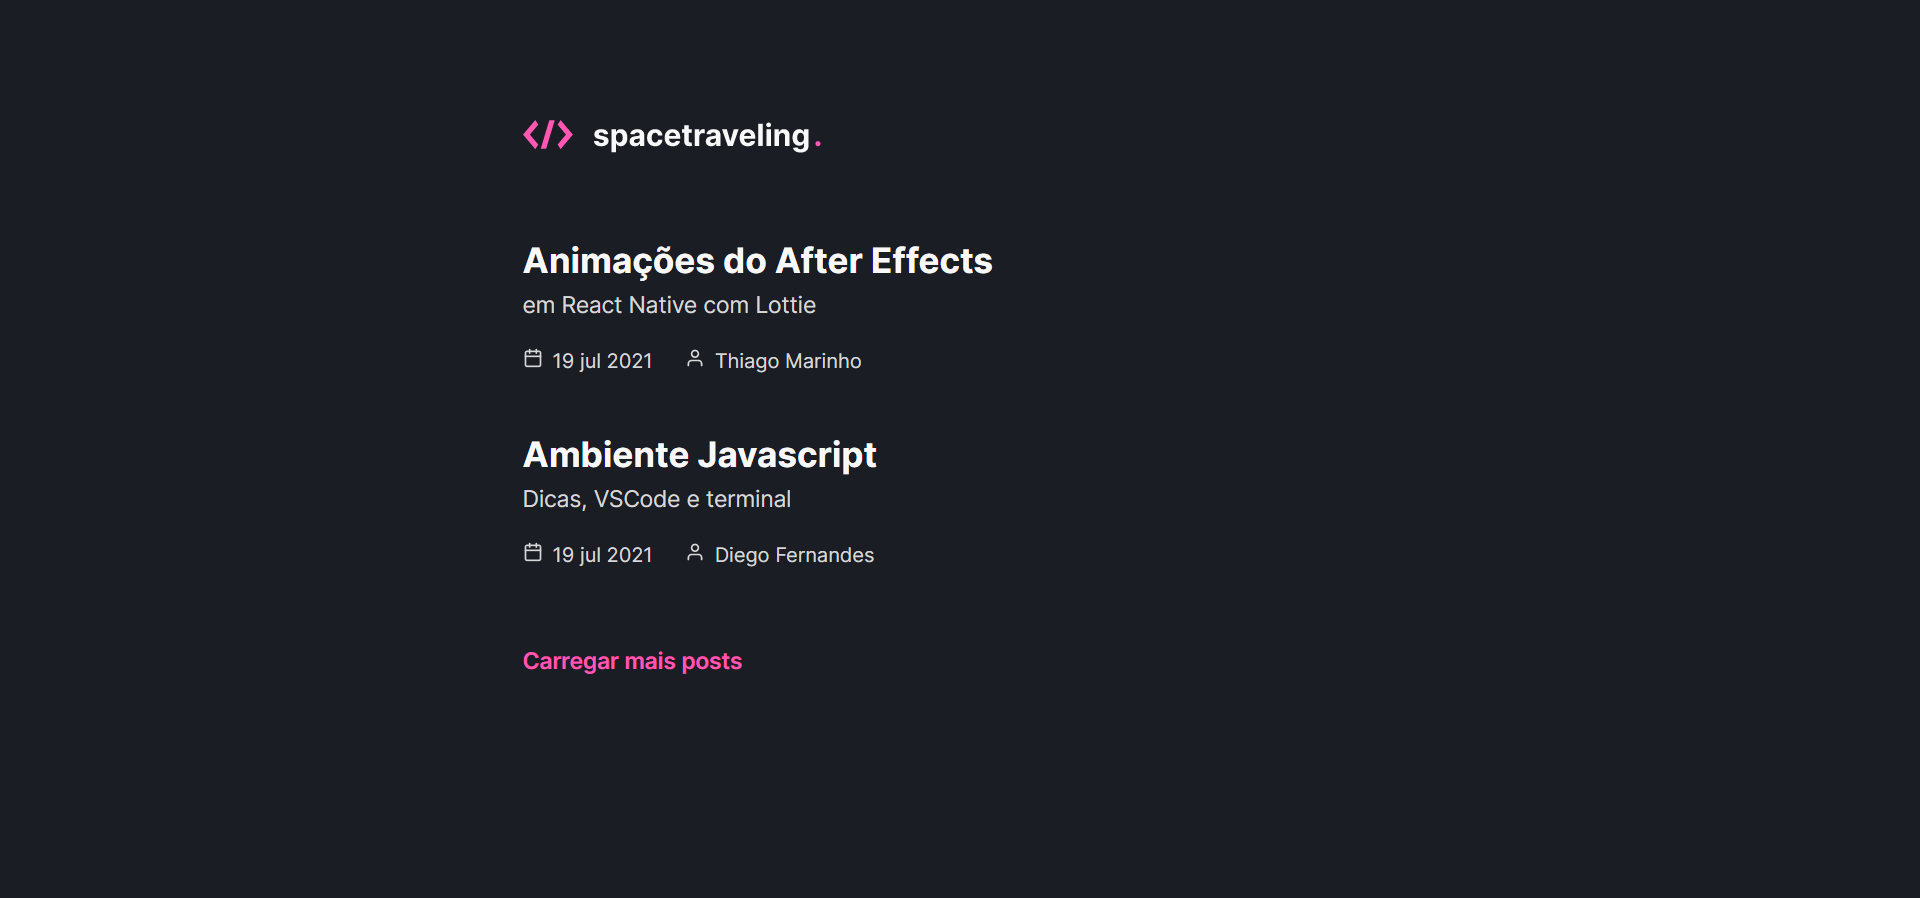 </> spacetraveling.
Animações do After Effects
em React Native com Lottie
19 jul 2021 Thiago Marinho
Ambiente Javascript
Dicas, VSCode e terminal
19 jul 2021 Diego Fernandes
Carregar mais posts